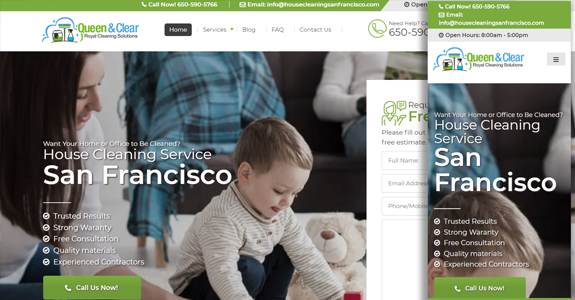 Call Now! 650-590-5766
Email: info@housecleaningsanfrancisco.com
Queen & Clear
Royal Cleaning Solutions
Home
Services
Blog
FAQ
Contact Us
Need Help? Ca
650-590
Want Your Home or Office to Be Cleaned?
House Cleaning Service
San Francisco
Trusted Results
Strong Waranty
Free Consultation
Quality materials
Experienced Contractors
Call Us Now!
Requ
Fre
Please fill out
free estimate.
Full Name:
Email Address
Phone/Mobile
Call Now! 650-590-5766
Email:
info@housecleaningsanfrancisco.com
Open Hours: 8:00am - 5:00pm
Queen & Clear
Royal Cleaning Solutions
Want Your Home or Office to Be Cleaned?
House Cleaning
Service
San
Francisco
Trusted Results
Strong Waranty
Free Consultation
Quality materials
Experienced Contractors
Call Us Now!